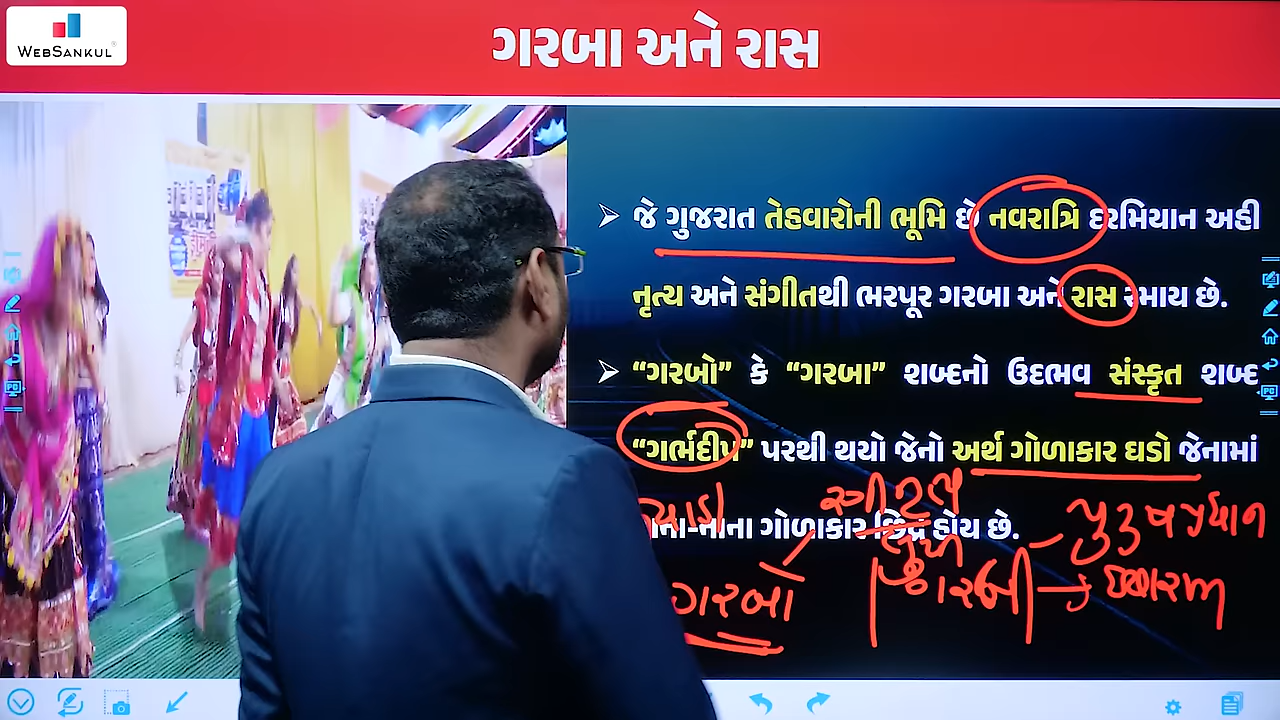 WEBSANKUL
ગરબા અને રાસ
➤ જે ગુજરાત તેહવારોની ભૂમિ છે નવરાત્રિ દરમિયાન અહી
નૃત્ય અને સંગીતથી ભરપૂર ગરબા અને રાસ રમાય છે.
➤ “ગરબો” કે “ગરબા” શબ્દનો ઉદભવ સંસ્કૃત શબ્દ
“ગર્ભદીપ” પરથી થયો જેનો અર્થ ગોળાકાર ઘડો જેનામાં
નાના-નાના ગોળાકાર છિદ્ર હોય છે.
પુરુષપ્રધાન
ગરબો
ગરબી